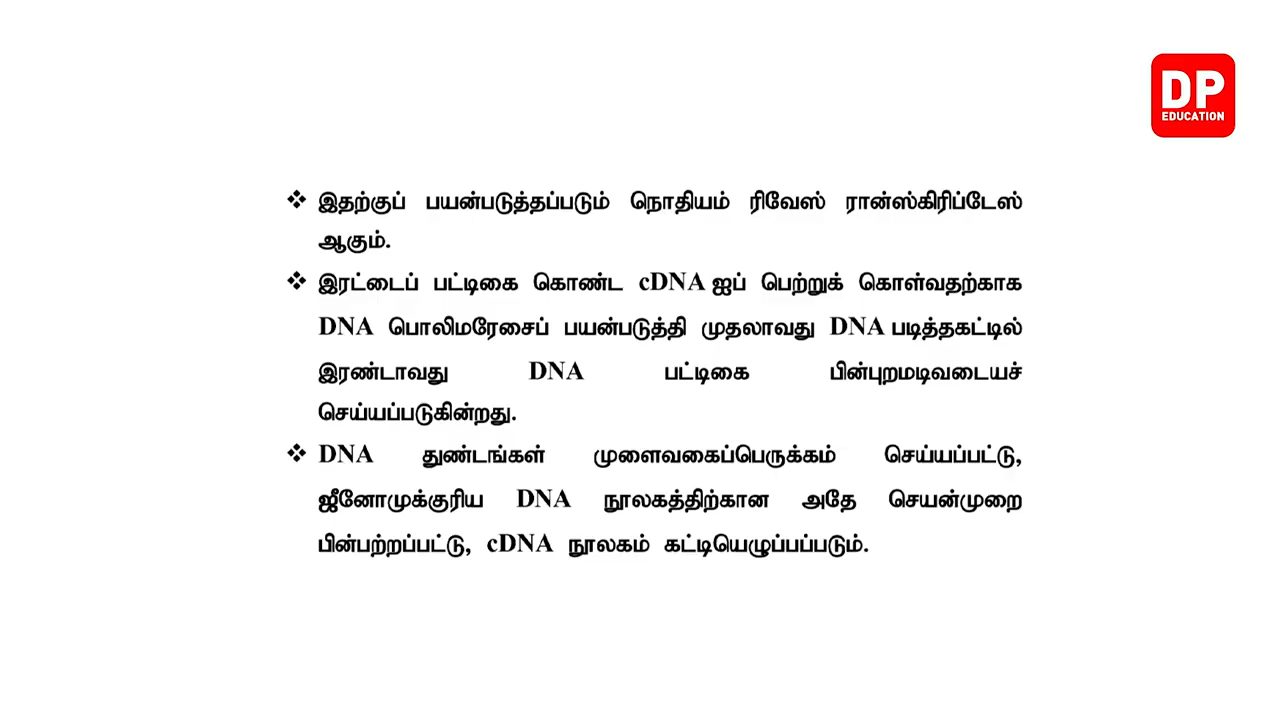 DP
EDUCATION
❖ இதற்குப் பயன்படுத்தப்படும் நொதியம் ரிவேஸ் ரான்ஸ்கிரிப்டேஸ்
ஆகும்.
❖ இரட்டைப் பட்டிகை கொண்ட cDNA ஐப் பெற்றுக் கொள்வதற்காக
DNA பொலிமரேசைப் பயன்படுத்தி முதலாவது DNA படித்தகட்டில்
இரண்டாவது DNA பட்டிகை பின்புறமடிவடையச்
செய்யப்படுகின்றது.
❖ DNA துண்டங்கள் முளைவகைப்பெருக்கம் செய்யப்பட்டு,
ஜீனோமுக்குரிய DNA நூலகத்திற்கான அதே செயன்முறை
பின்பற்றப்பட்டு, cDNA நூலகம் கட்டியெழுப்பப்படும்.